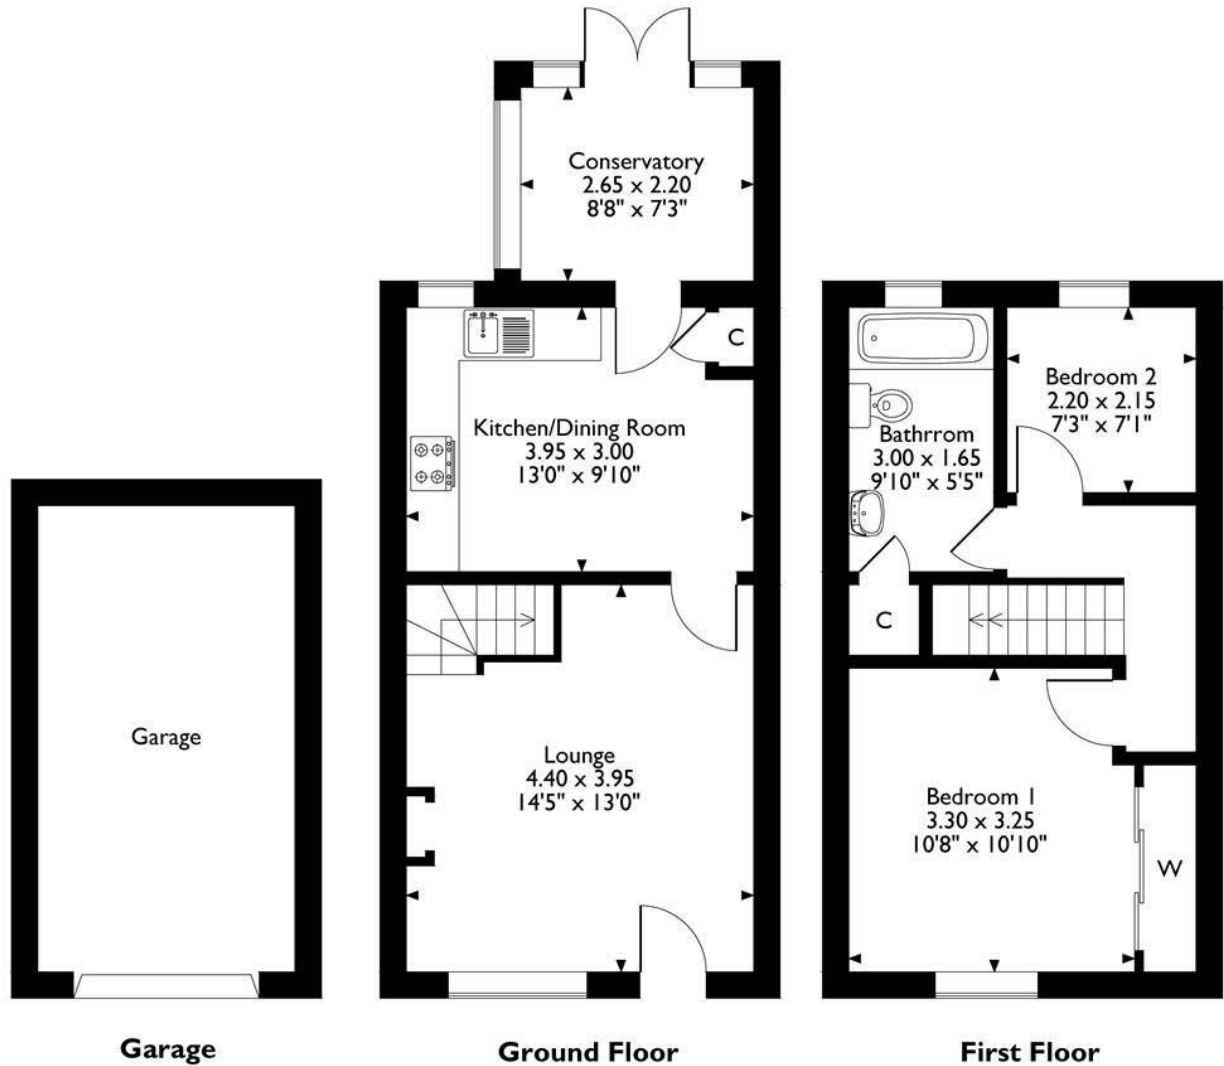 Conservatory
2.65 x 2.20
8'8" x 7'3"
C
Kitchen/Dining Room
3.95 x 3.00
13'0" x 9'10"
Bedroom 2
2.20 x 2.15
7'3" x 7'1"
Bathrrom
3.00 x 1.65
9'10" x 5'5"
C
Garage
Lounge
4.40 x 3.95
14'5" x 13'0"
Bedroom 1
3.30 x 3.25
10'8" x 10'10"
W
Garage
Ground Floor
First Floor